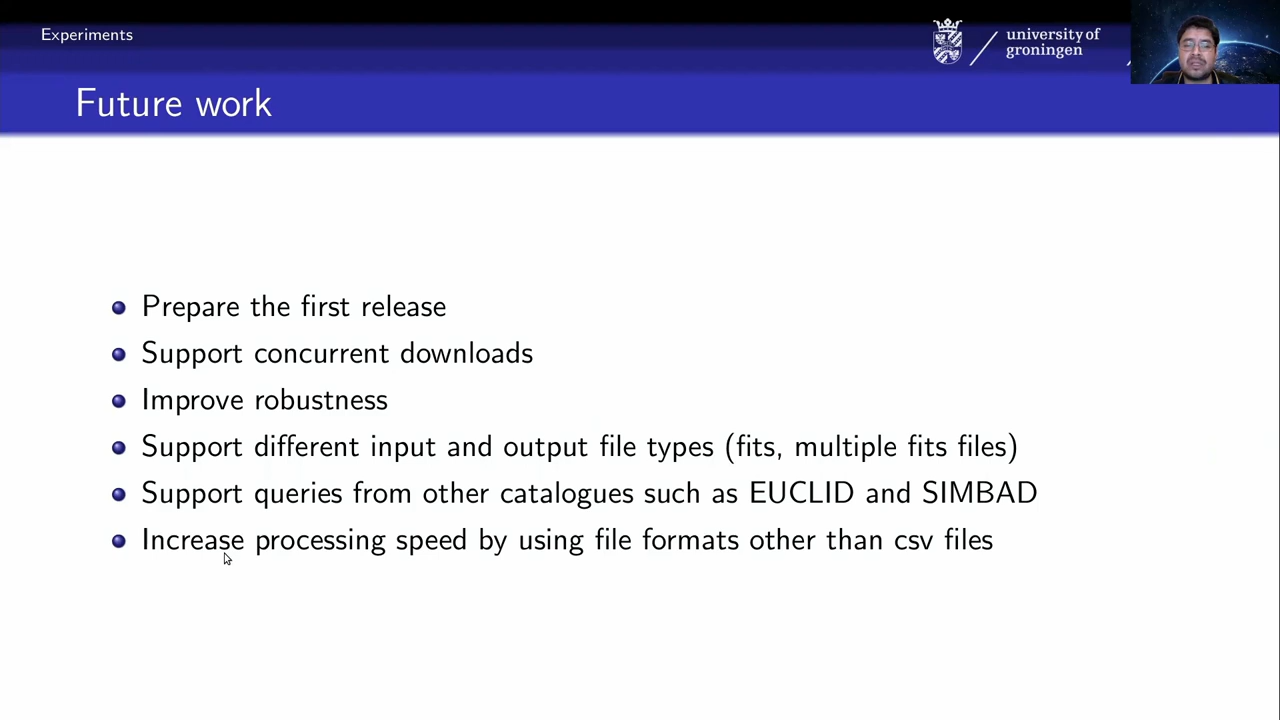 Experiments
university of
groningen
Future work
Prepare the first release
Support concurrent downloads
Improve robustness
Support different input and output file types (fits, multiple fits files)
Support queries from other catalogues such as EUCLID and SIMBAD
Increase processing speed by using file formats other than csv files